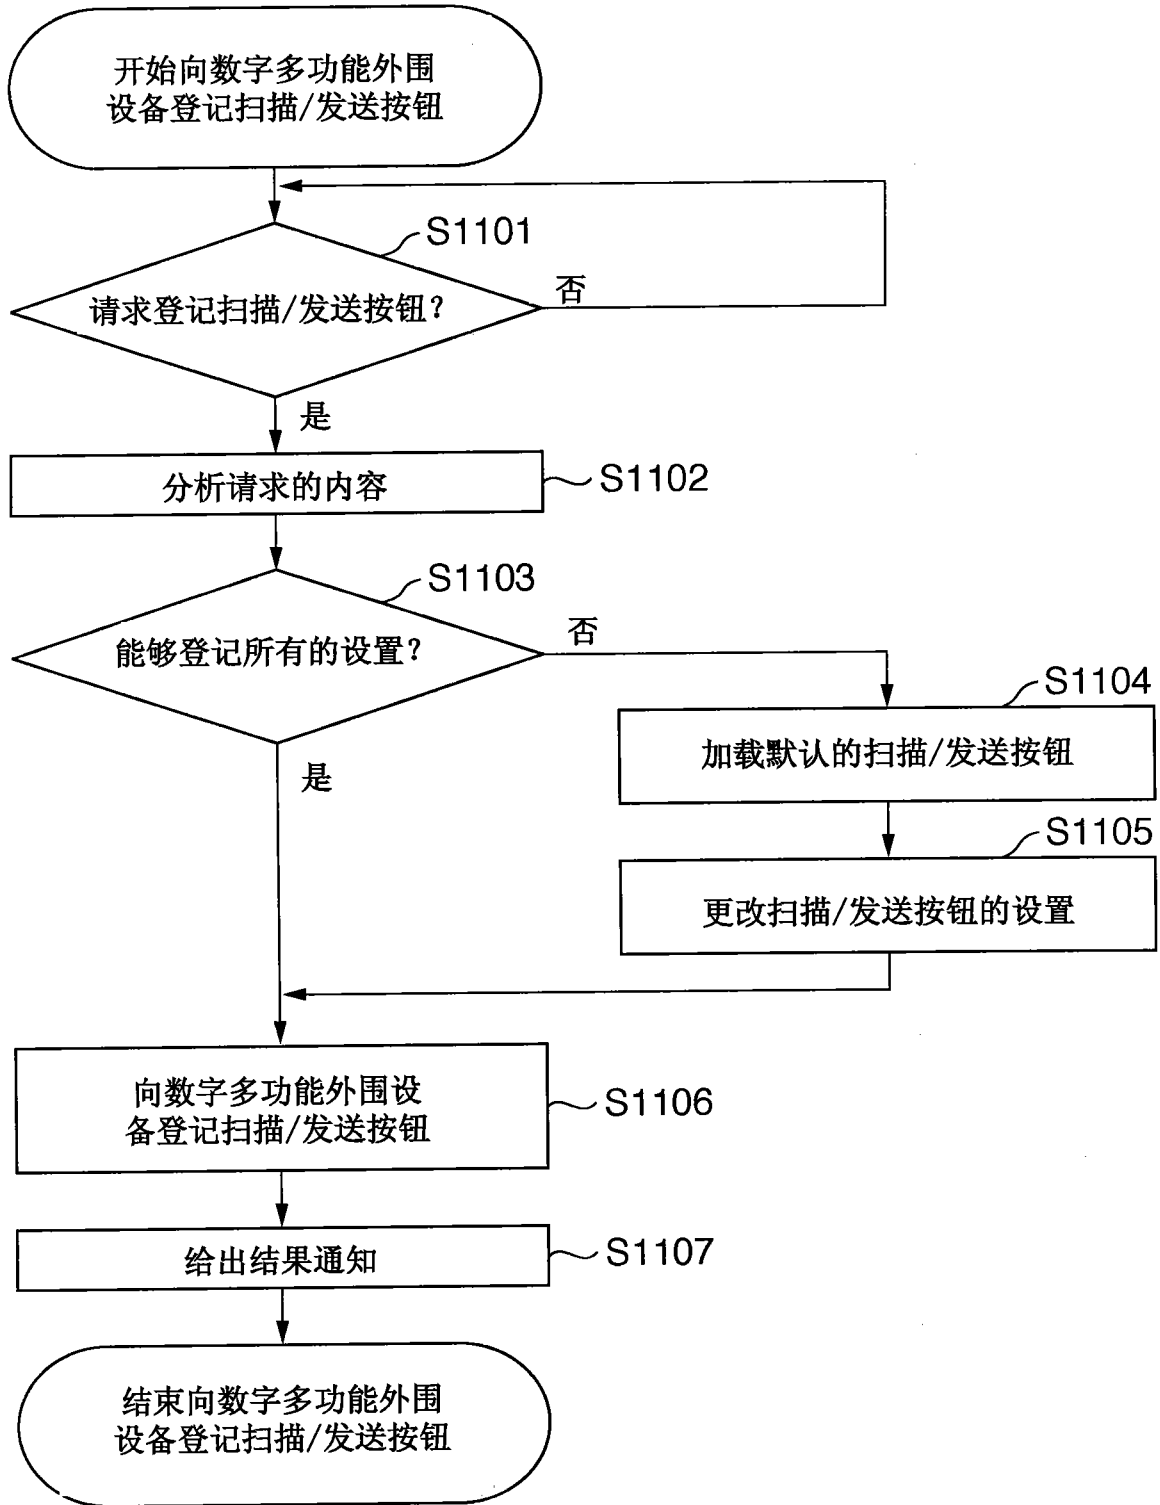 开始向数字多功能外围
设备登记扫描/发送按钮
S1101
请求登记扫描/发送按钮?
否
是
分析请求的内容
S1102
S1103
能够登记所有的设置?
否
是
S1104
加载默认的扫描/发送按钮
S1105
更改扫描/发送按钮的设置
向数字多功能外围设
备登记扫描/发送按钮
S1106
给出结果通知
S1107
结束向数字多功能外围
设备登记扫描/发送按钮